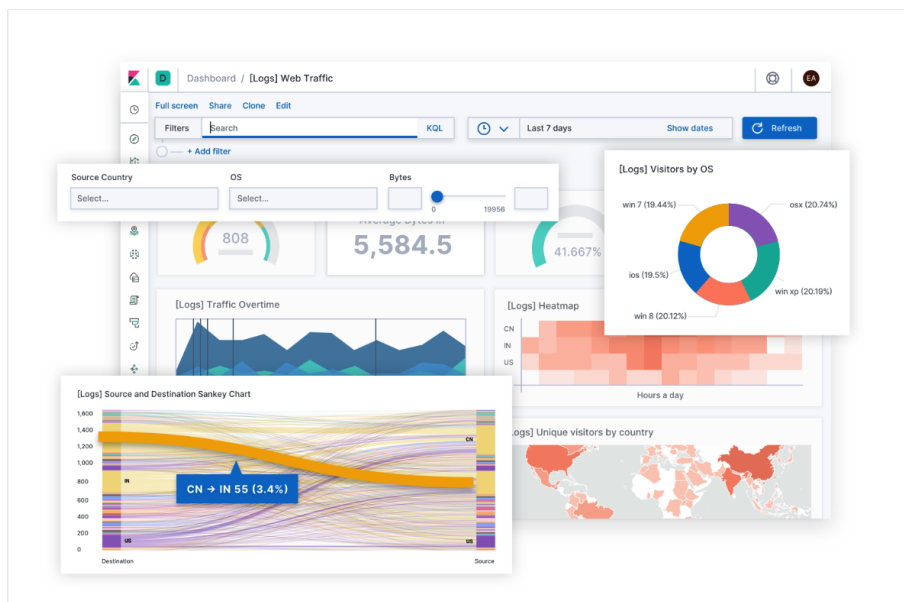 D Dashboard / [Logs] Web Traffic EA
Full screen Share Clone Edit
Filters Search KQL Last 7 days Show dates Refresh
+ Add filter
Source Country OS Bytes
Select... Select...
0 19956
[Logs] Visitors by OS
win 7 (19.44%) osx (20.74%)
ios (19.5%) win xp (20.19%)
win 8 (20.12%)
808
Average Bytes In
5,584.5
41.667%
[Logs] Traffic Overtime
[Logs] Heatmap
CN
IN
US
Hours a day
[Logs] Source and Destination Sankey Chart
1,600
1,400
1,200
1,000
800
600
400
200
0
CN
IN
CN → IN 55 (3.4%)
US US
Destination Source
Logs] Unique visitors by country